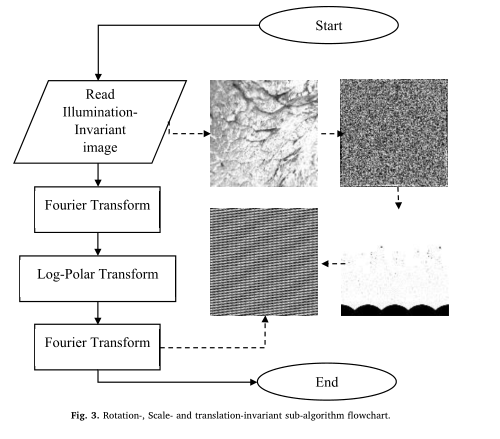 Start
Read
Illumination-
Invariant
image
Fourier Transform
Log-Polar Transform
Fourier Transform
End
Fig. 3. Rotation-, Scale- and translation-invariant sub-algorithm flowchart.